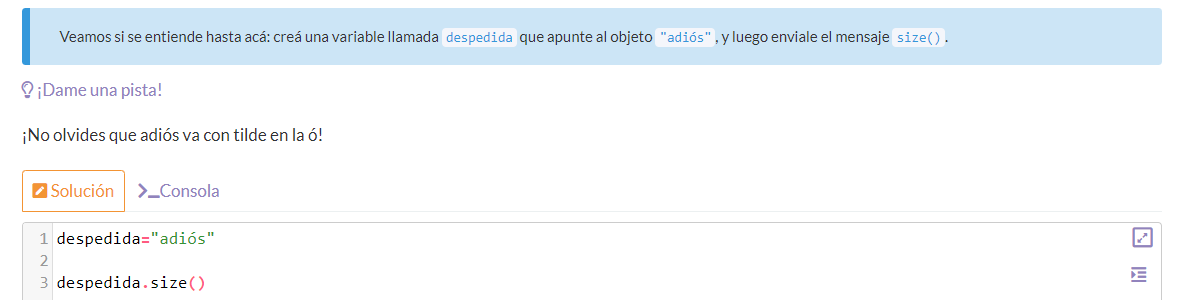 Veamos si se entiende hasta acá: creá una variable llamada despedida que apunte al objeto "adiós", y luego enviale el mensaje size().
¡Dame una pista!
¡No olvides que adiós va con tilde en la ó!
Solución Consola
1 despedida="adiós"
2
3 despedida.size()